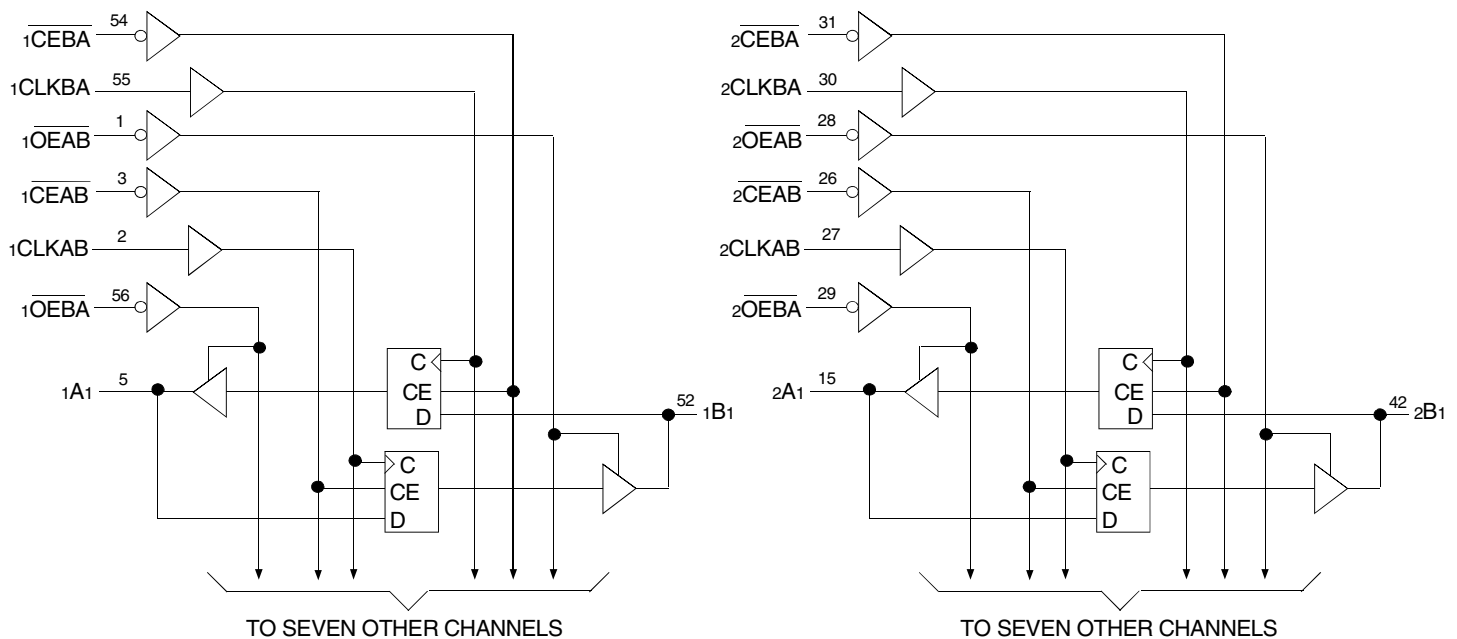 1CEBA 54
1CLKBA 55
1OEAB 1
1CEAB 3
1CLKAB 2
1OEBA 56
C
CE
D
1A1 5
52 1B1
C
CE
D
TO SEVEN OTHER CHANNELS
2CEBA 31
2CLKBA 30
2OEAB 28
2CEAB 26
2CLKAB 27
2OEBA 29
C
CE
D
2A1 15
42 2B1
C
CE
D
TO SEVEN OTHER CHANNELS